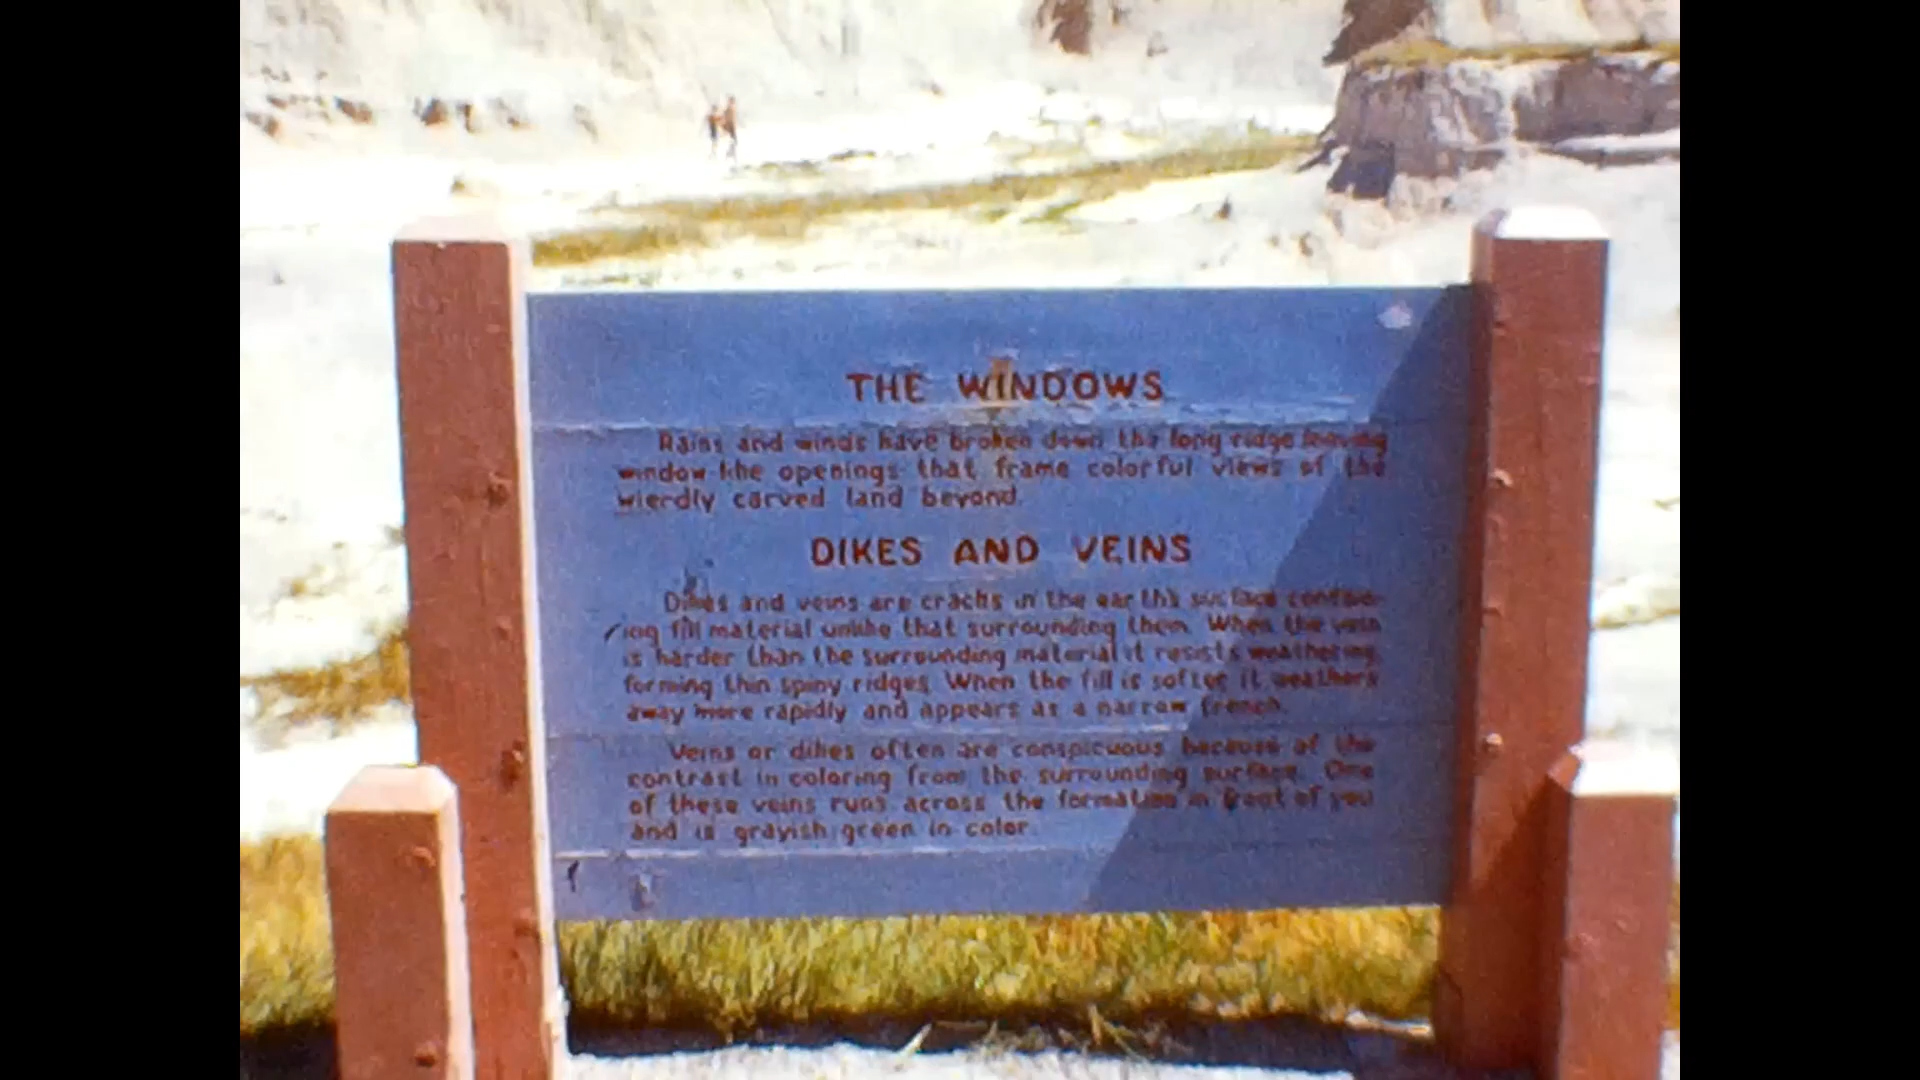 THE WINDOWS
Rains and winds have broken down the long ridge leaving
window-like openings that frame colorful views of the
wierdly carved land beyond.
DIKES AND VEINS
Dikes and veins are cracks in the earth's surface contain-
ing fill material unlike that surrounding them. When the vein
is harder than the surrounding material it resists weathering,
forming thin spiny ridges. When the fill is softer it weathers
away more rapidly and appears as a narrow trench.
Veins or dikes often are conspicuous because of the
contrast in coloring from the surrounding surface. One
of these veins runs across the formation in front of you
and is grayish green in color.